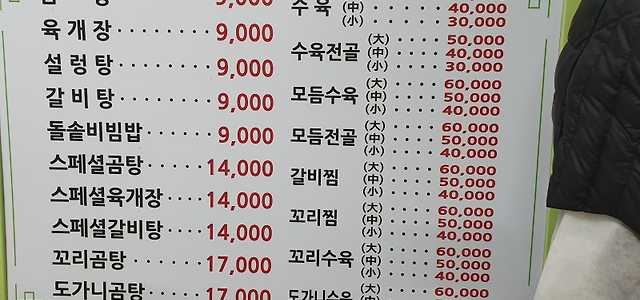 9,000
육개장 ····· 9,000
설렁탕 ····· 9,000
갈비탕 ····· 9,000
돌솥비빔밥 ···· 9,000
스페셜곰탕 ···· 14,000
스페셜육개장 ···· 14,000
스페셜갈비탕 ···· 14,000
꼬리곰탕 ····· 17,000
도가니곰탕 ···· 17,000
수육 (中) ···· 40,000
(小) ···· 30,000
수육전골 (大) ···· 50,000
(中) ···· 40,000
(小) ···· 30,000
모듬수육 (大) ···· 60,000
(中) ···· 50,000
(小) ···· 40,000
모듬전골 (大) ···· 60,000
(中) ···· 50,000
(小) ···· 40,000
갈비찜 (大) ···· 60,000
(中) ···· 50,000
(小) ···· 40,000
꼬리찜 (大) ···· 60,000
(中) ···· 50,000
(小) ···· 40,000
꼬리수육 (大) ···· 60,000
(中) ···· 50,000
(小) ···· 40,000
도가니수육 (大) ···· 60,000